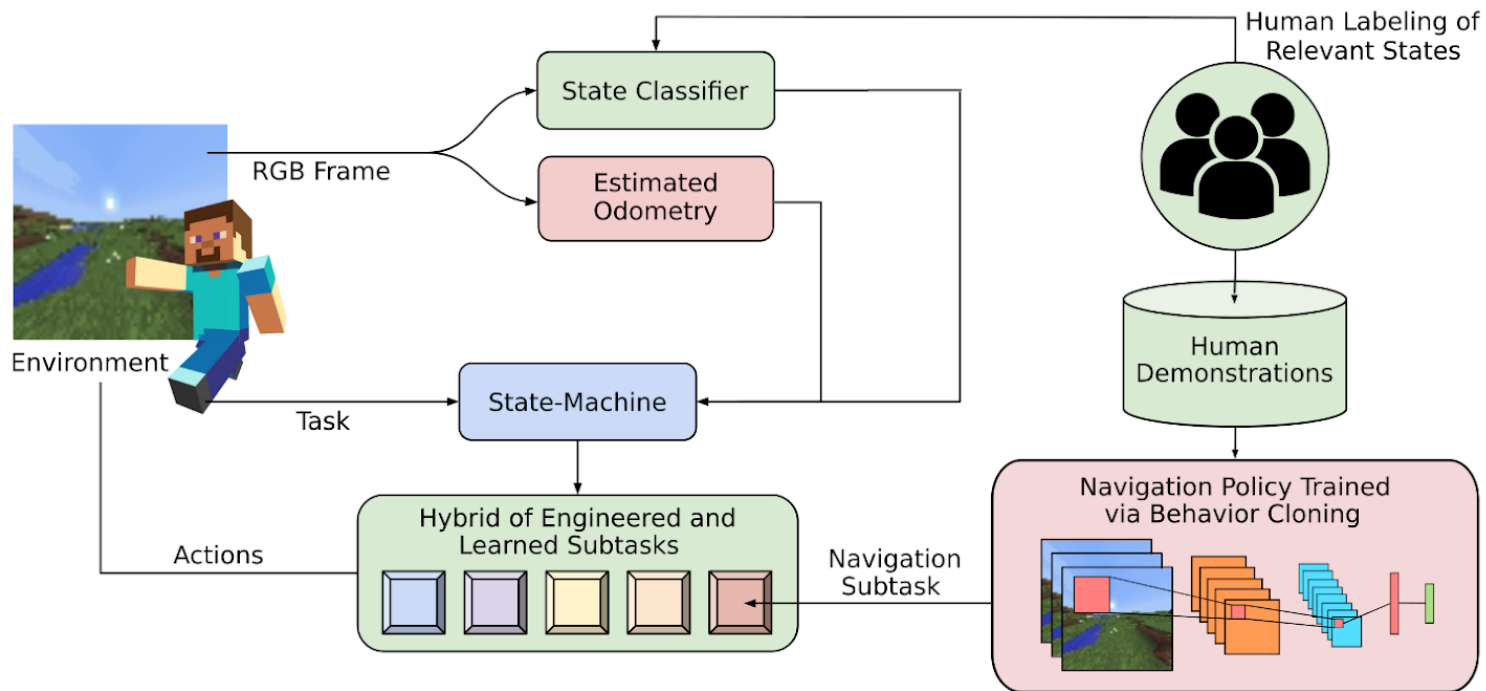 Human Labeling of
Relevant States
State Classifier
RGB Frame
Estimated
Odometry
Environment
Human
Demonstrations
State-Machine
Task
Navigation Policy Trained
via Behavior Cloning
Hybrid of Engineered and
Learned Subtasks
Actions
Navigation
Subtask